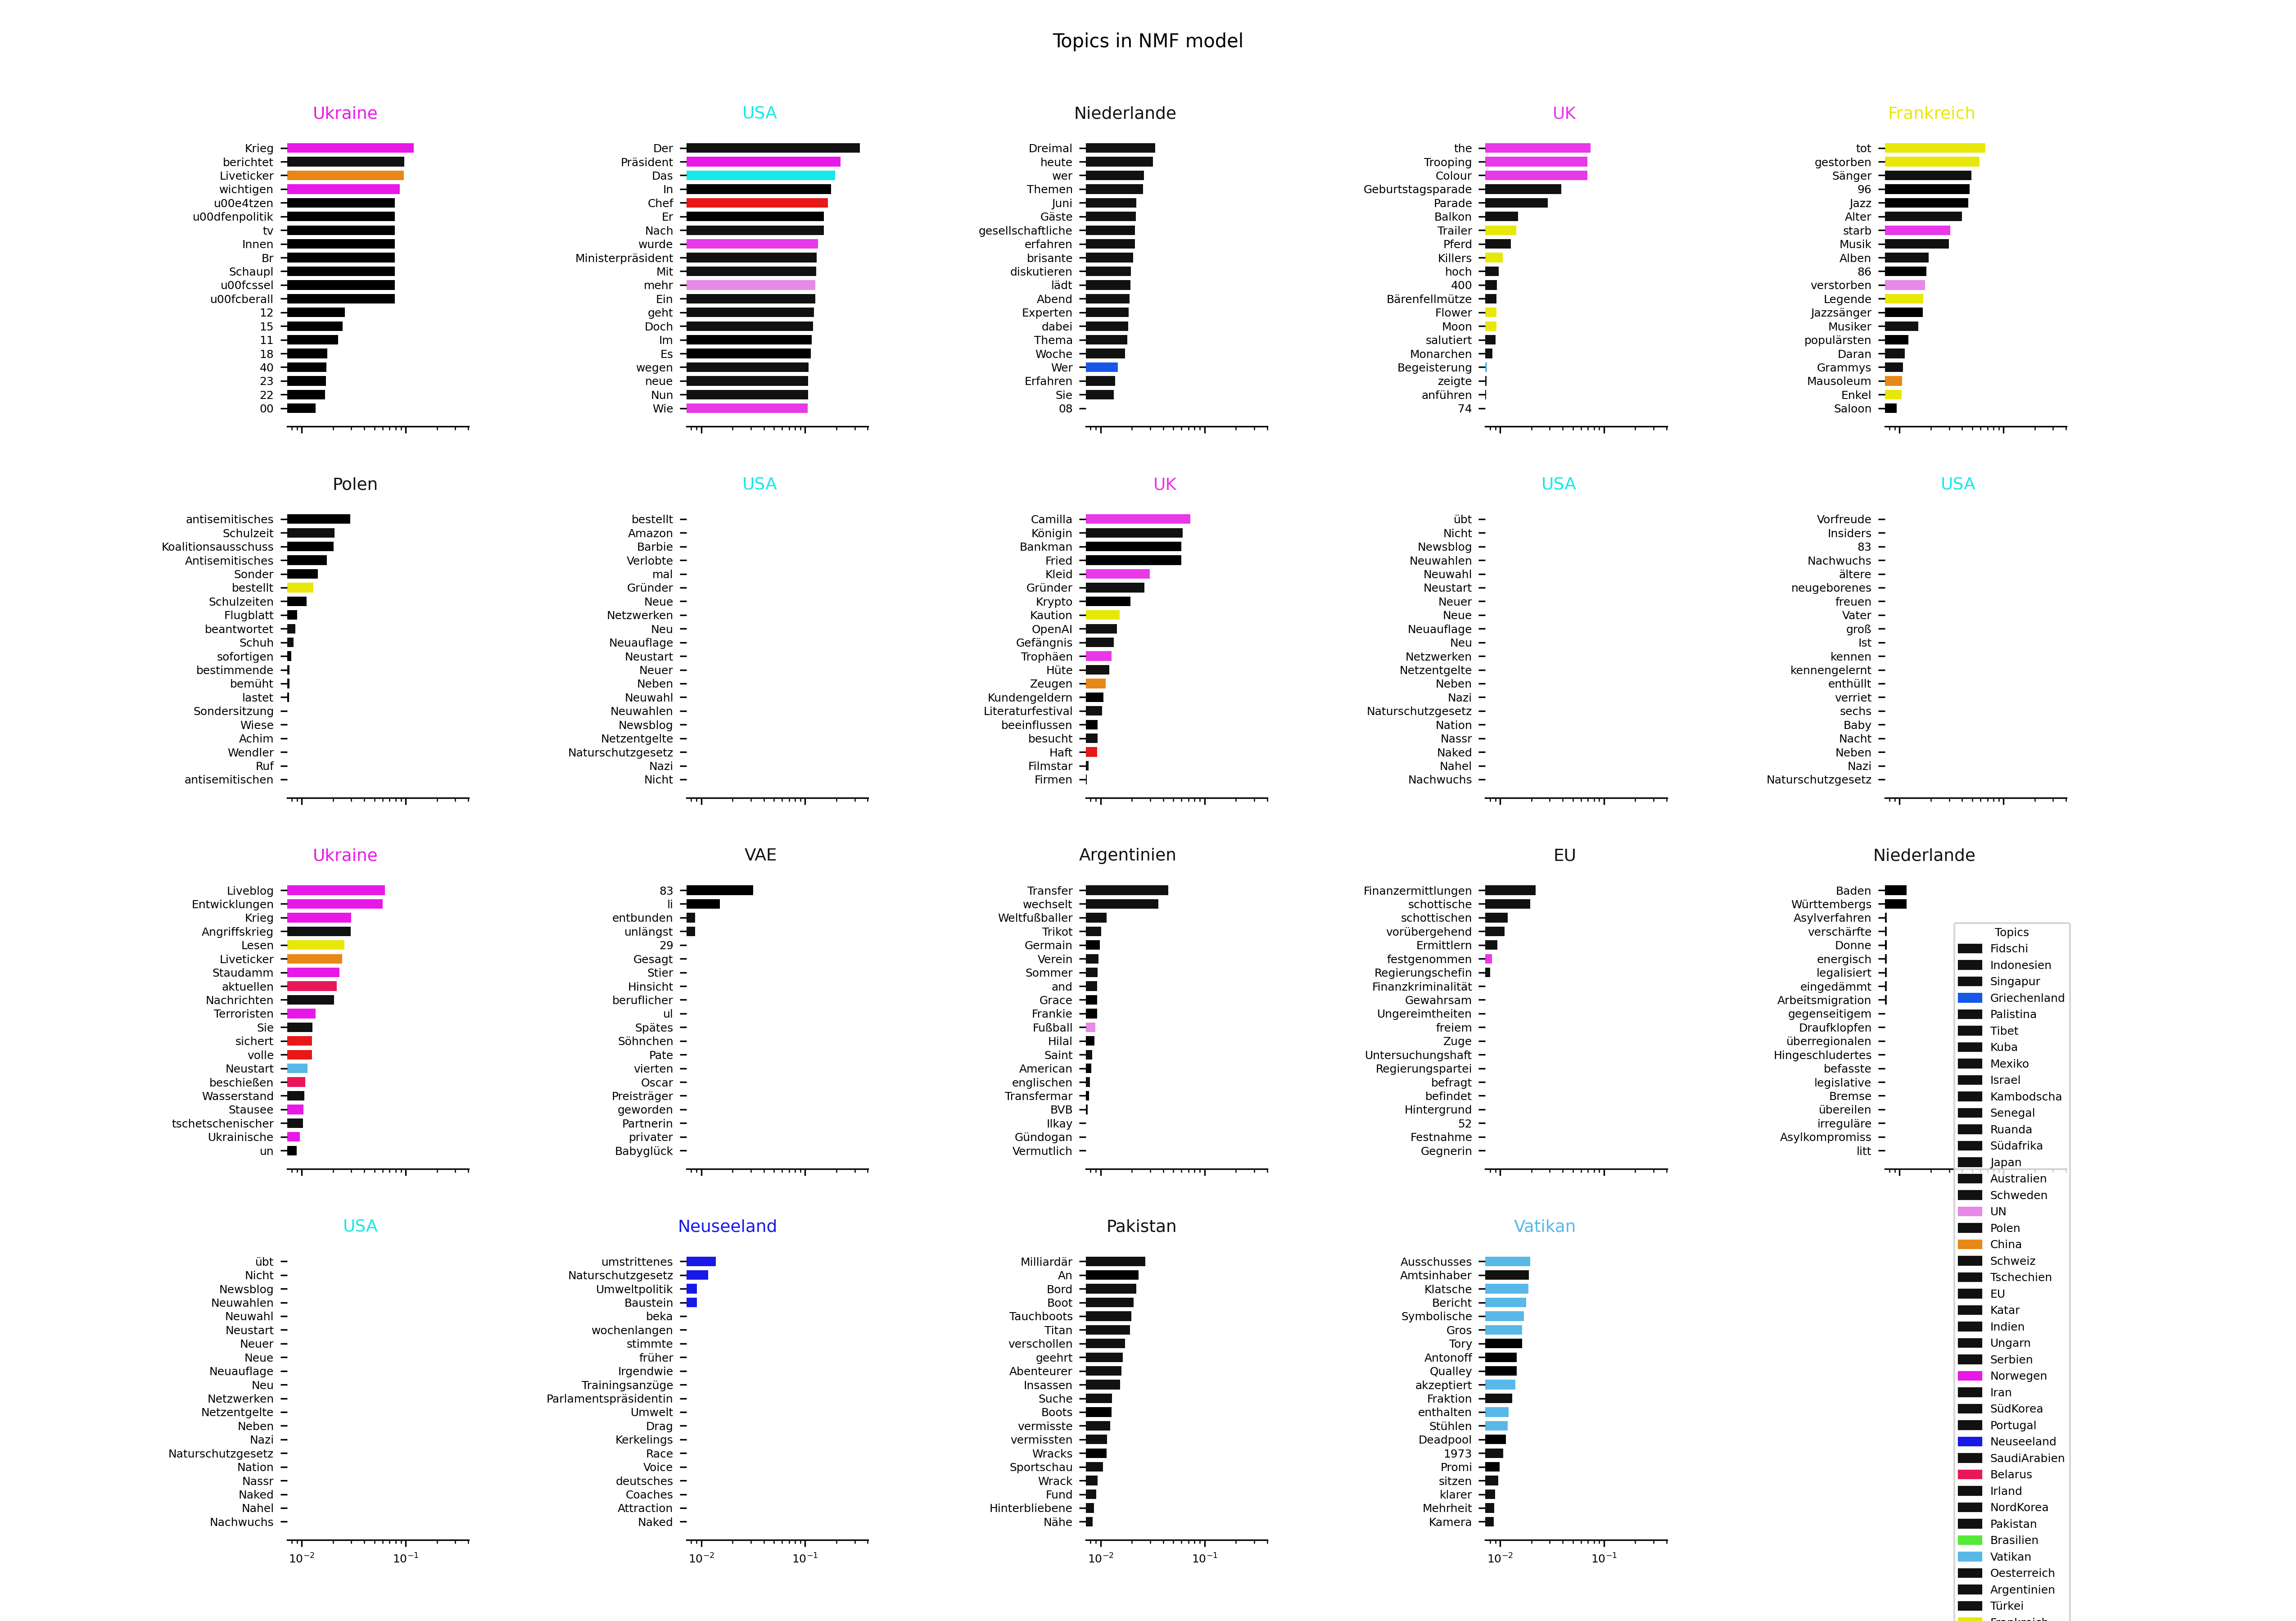 Topics in NMF model
Ukraine
Krieg
berichtet
Liveticker
wichtigen
u00e4tzen
u00dfenpolitik
tv
Innen
Br
Schaupl
u00fcssel
u00fcberall
12
15
11
18
40
23
22
00
USA
Der
Präsident
Das
In
Chef
Er
Nach
wurde
Ministerpräsident
Mit
mehr
Ein
geht
Doch
Im
Es
wegen
neue
Nun
Wie
Niederlande
Dreimal
heute
wer
Themen
Juni
Gäste
gesellschaftliche
erfahren
brisante
diskutieren
lädt
Abend
Experten
dabei
Thema
Woche
Wer
Erfahren
Sie
08
UK
the
Trooping
Colour
Geburtstagsparade
Parade
Balkon
Trailer
Pferd
Killers
hoch
400
Bärenfellmütze
Flower
Moon
salutiert
Monarchen
Begeisterung
zeigte
anführen
74
Frankreich
tot
gestorben
Sänger
96
Jazz
Alter
starb
Musik
Alben
86
verstorben
Legende
Jazzsänger
Musiker
populärsten
Daran
Grammys
Mausoleum
Enkel
Saloon
Polen
antisemitisches
Schulzeit
Koalitionsausschuss
Antisemitisches
Sonder
bestellt
Schulzeiten
Flugblatt
beantwortet
Schuh
sofortigen
bestimmende
bemüht
lastet
Sondersitzung
Wiese
Achim
Wendler
Ruf
antisemitischen
USA
bestellt
Amazon
Barbie
Verlobte
mal
Gründer
Neue
Netzwerken
Neu
Neuauflage
Neustart
Neuer
Neben
Neuwahl
Neuwahlen
Newsblog
Netzentgelte
Naturschutzgesetz
Nazi
Nicht
UK
Camilla
Königin
Bankman
Fried
Kleid
Gründer
Krypto
Kaution
OpenAI
Gefängnis
Trophäen
Hüte
Zeugen
Kundengeldern
Literaturfestival
beeinflussen
besucht
Haft
Filmstar
Firmen
USA
übt
Nicht
Newsblog
Neuwahlen
Neuwahl
Neustart
Neuer
Neue
Neuauflage
Neu
Netzwerken
Netzentgelte
Neben
Nazi
Naturschutzgesetz
Nation
Nassr
Naked
Nahel
Nachwuchs
USA
Vorfreude
Insiders
83
Nachwuchs
ältere
neugeborenes
freuen
Vater
groß
Ist
kennen
kennengelernt
enthüllt
verriet
sechs
Baby
Nacht
Neben
Nazi
Naturschutzgesetz
Ukraine
Liveblog
Entwicklungen
Krieg
Angriffskrieg
Lesen
Liveticker
Staudamm
aktuellen
Nachrichten
Terroristen
Sie
sichert
volle
Neustart
beschießen
Wasserstand
Stausee
tschetschenischer
Ukrainische
un
VAE
83
li
entbunden
unlängst
29
Gesagt
Stier
Hinsicht
beruflicher
ul
Spätes
Söhnchen
Pate
vierten
Oscar
Preisträger
geworden
Partnerin
privater
Babyglück
Argentinien
Transfer
wechselt
Weltfußballer
Trikot
Germain
Verein
Sommer
and
Grace
Frankie
Fußball
Hilal
Saint
American
englischen
Transfermar
BVB
Ilkay
Gündogan
Vermutlich
EU
Finanzermittlungen
schottische
schottischen
vorübergehend
Ermittlern
festgenommen
Regierungschefin
Finanzkriminalität
Gewahrsam
Ungereimtheiten
freiem
Zuge
Untersuchungshaft
Regierungspartei
befragt
befindet
Hintergrund
52
Festnahme
Gegnerin
Niederlande
Baden
Württembergs
Asylverfahren
verschärfte
Donne
energisch
legalisiert
eingedämmt
Arbeitsmigration
gegenseitigem
Draufklopfen
überregionalen
Hingeschludertes
befasste
legislative
Bremse
übereilen
irreguläre
Asylkompromiss
litt
USA
übt
Nicht
Newsblog
Neuwahlen
Neuwahl
Neustart
Neuer
Neue
Neuauflage
Neu
Netzwerken
Netzentgelte
Neben
Nazi
Naturschutzgesetz
Nation
Nassr
Naked
Nahel
Nachwuchs
10⁻² 10⁻¹
Neuseeland
umstrittenes
Naturschutzgesetz
Umweltpolitik
Baustein
beka
wochenlangen
stimmte
früher
Irgendwie
Trainingsanzüge
Parlamentspräsidentin
Umwelt
Drag
Kerkelings
Race
Voice
deutsches
Coaches
Attraction
Naked
10⁻² 10⁻¹
Pakistan
Milliardär
An
Bord
Boot
Tauchboots
Titan
verschollen
geehrt
Abenteurer
Insassen
Suche
Boots
vermisste
vermissten
Wracks
Sportschau
Wrack
Fund
Hinterbliebene
Nähe
10⁻² 10⁻¹
Vatikan
Ausschusses
Amtsinhaber
Klatsche
Bericht
Symbolische
Gros
Tory
Antonoff
Qualley
akzeptiert
Fraktion
enthalten
Stühlen
Deadpool
1973
Promi
sitzen
klarer
Mehrheit
Kamera
10⁻² 10⁻¹
Topics
Fidschi
Indonesien
Singapur
Griechenland
Palistina
Tibet
Kuba
Mexiko
Israel
Kambodscha
Senegal
Ruanda
Südafrika
Japan
Australien
Schweden
UN
Polen
China
Schweiz
Tschechien
EU
Katar
Indien
Ungarn
Serbien
Norwegen
Iran
SüdKorea
Portugal
Neuseeland
SaudiArabien
Belarus
Irland
NordKorea
Pakistan
Brasilien
Vatikan
Oesterreich
Argentinien
Türkei